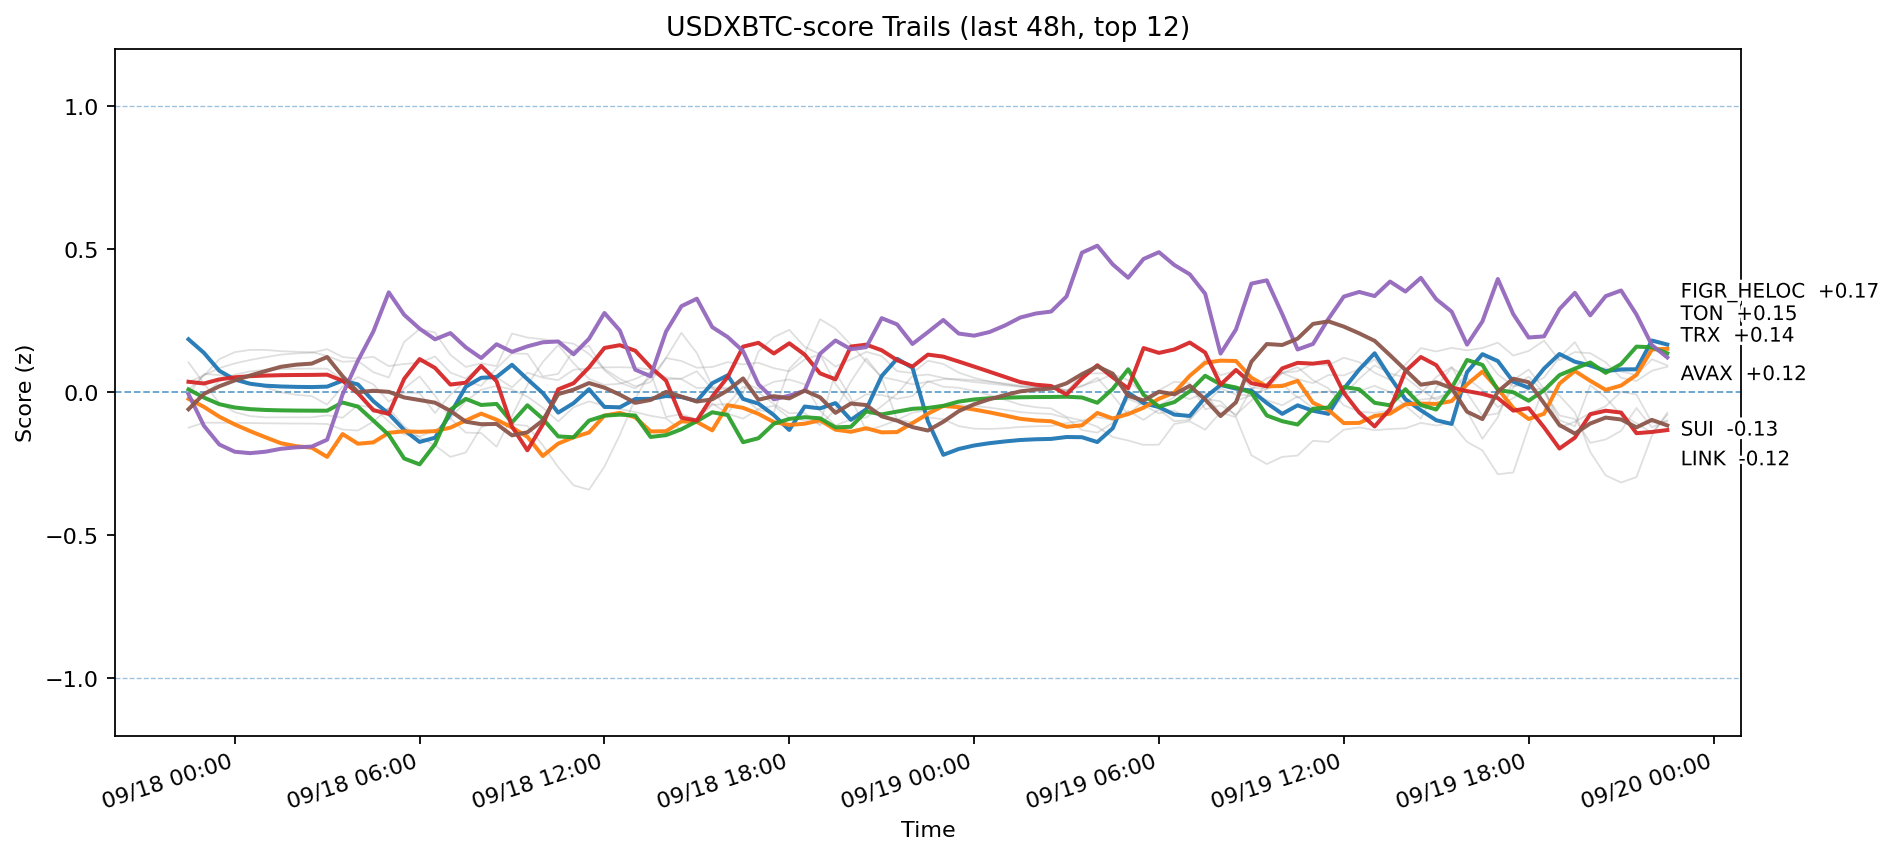 USDXBTC-score Trails (last 48h, top 12)
Score (z)
1.0
0.5
0.0
−0.5
−1.0
FIGR_HELOC +0.17
TON +0.15
TRX +0.14
AVAX +0.12
SUI -0.13
LINK -0.12
09/18 00:00
09/18 06:00
09/18 12:00
09/18 18:00
09/19 00:00
09/19 06:00
09/19 12:00
09/19 18:00
09/20 00:00
Time